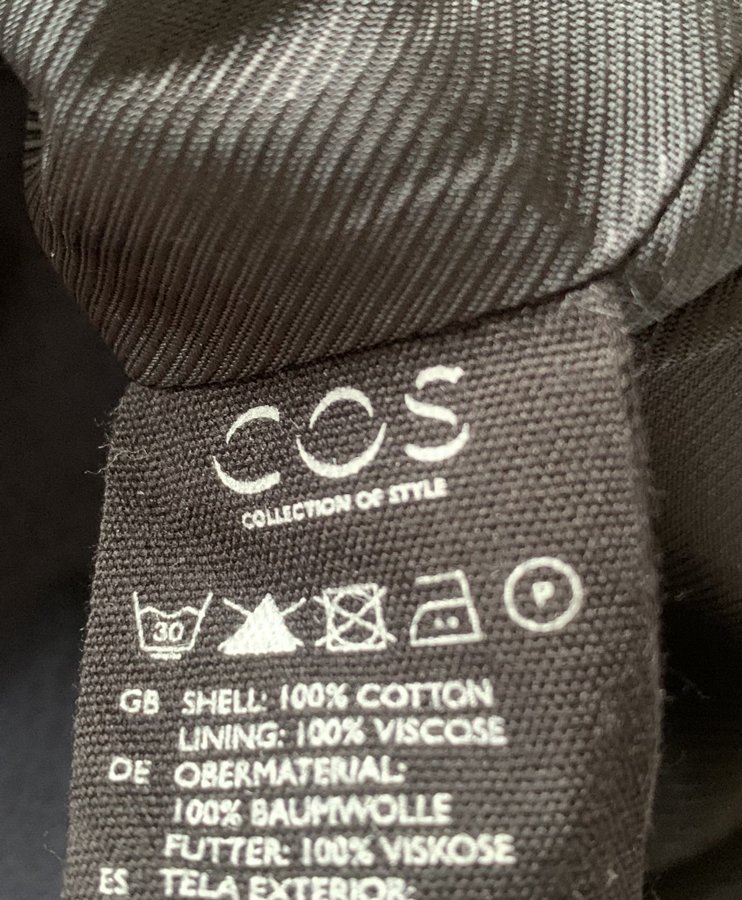 COS
COLLECTION OF STYLE
30 P
GB SHELL: 100% COTTON
LINING: 100% VISCOSE
DE OBERMATERIAL:
100% BAUMWOLLE
FUTTER: 100% VISKOSE
ES TELA EXTERIOR: